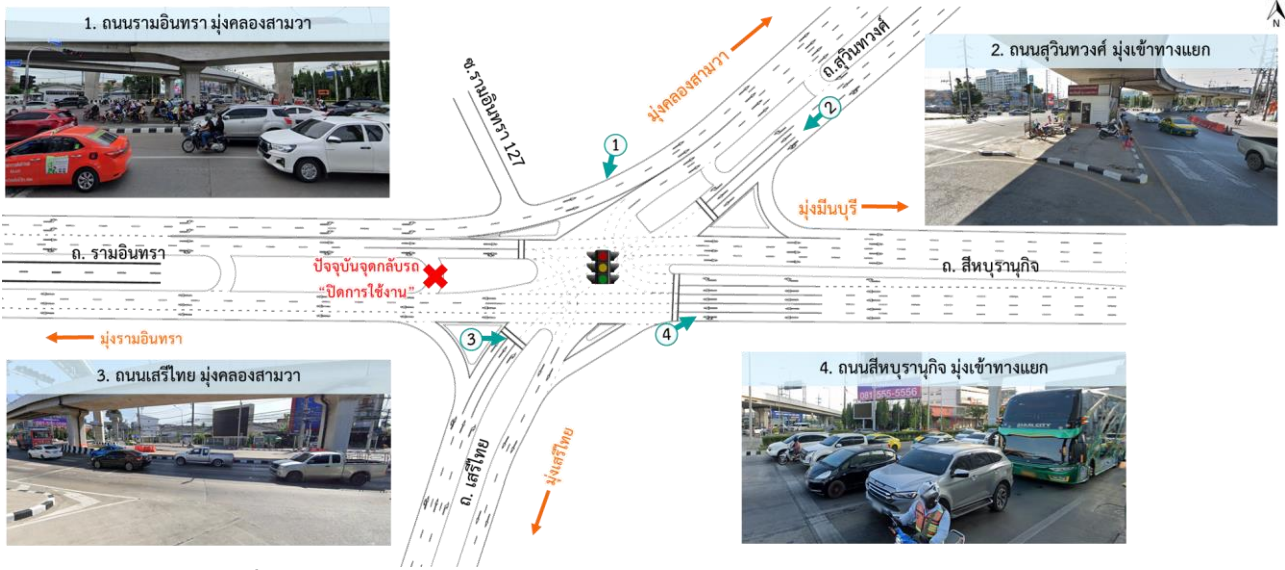 1. ถนนรามอินทรา มุ่งคลองสามวา
N
2. ถนนสุวินทวงศ์ มุ่งเข้าทางแยก
ซ.รามอินทรา 127
มุ่งคลองสามวา
ถ.สุวินทวงศ์
1
2
มุ่งมีนบุรี
ถ. รามอินทรา
ปัจจุบันจุดกลับรถ
“ปิดการใช้งาน”
ถ. สีหบุรานุกิจ
มุ่งรามอินทรา
3
4
3. ถนนเสรีไทย มุ่งคลองสามวา
ถ. เสรีไทย
มุ่งเสรีไทย
4. ถนนสีหบุรานุกิจ มุ่งเข้าทางแยก
081-555-5556